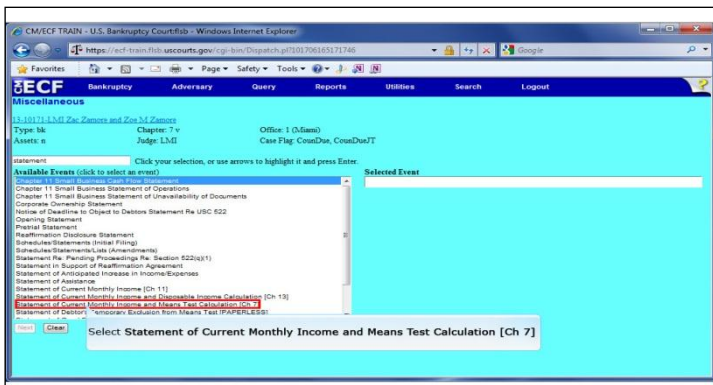 CM/ECF TRAIN - U.S. Bankruptcy Court:flsb - Windows Internet Explorer
https://ecf-train.flsb.uscourts.gov/cgi-bin/Dispatch.pl?101706165171746
Google
Favorites Page Safety Tools
ECF Bankruptcy Adversary Query Reports Utilities Search Logout ?
Miscellaneous
13-10171-LMI Zac Zamore and Zoe M Zamore
Type: bk Chapter: 7 v Office: 1 (Miami)
Assets: n Judge: LMI Case Flag: CounDue, CounDueJT
statement Click your selection, or use arrows to highlight it and press Enter.
Available Events (click to select an event) Selected Event
Chapter 11 Small Business Cash Flow Statement
Chapter 11 Small Business Statement of Operations
Chapter 11 Small Business Statement of Unavailability of Documents
Corporate Ownership Statement
Notice of Deadline to Object to Debtors Statement Re USC 522
Opening Statement
Pretrial Statement
Reaffirmation Disclosure Statement
Schedules/Statements (Initial Filing)
Schedules/Statements/Lists (Amendments)
Statement Re: Pending Proceedings Re: Section 522(q)(1)
Statement in Support of Reaffirmation Agreement
Statement of Anticipated Increase in Income/Expenses
Statement of Assistance
Statement of Current Monthly Income [Ch 11]
Statement of Current Monthly Income and Disposable Income Calculation [Ch 13]
Statement of Current Monthly Income and Means Test Calculation [Ch 7]
Statement of Debtor's Temporary Exclusion from Means Test [PAPERLESS]
Next Clear
Select Statement of Current Monthly Income and Means Test Calculation [Ch 7]